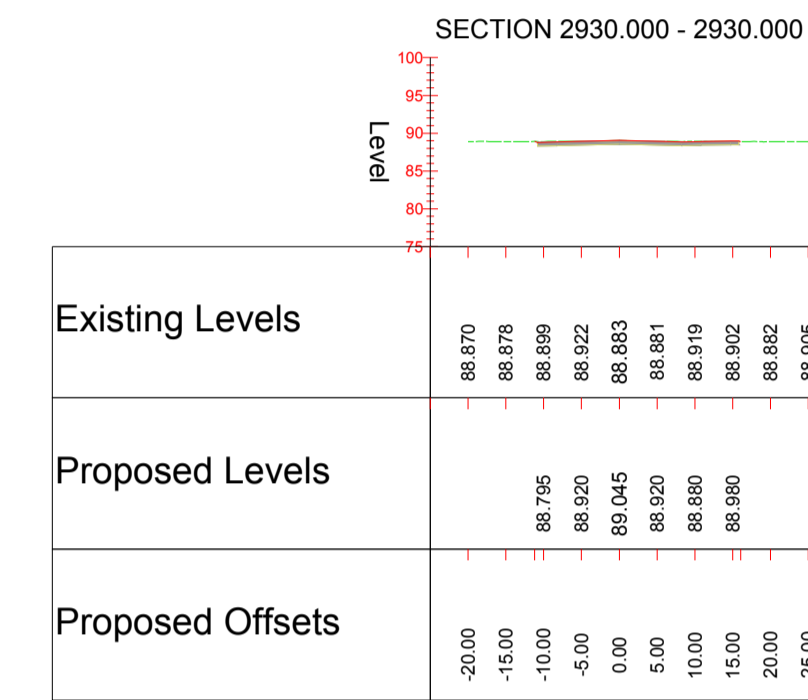 SECTION 2930.000 - 2930.000
100
95
90
85
80
75
Level
Existing Levels
88.870 88.878 88.899 88.922 88.883 88.881 88.919 88.902 88.882
Proposed Levels
88.795 88.920 89.045 88.920 88.880 88.980
Proposed Offsets
-20.00 -15.00 -10.00 -5.00 0.00 5.00 10.00 15.00 20.00